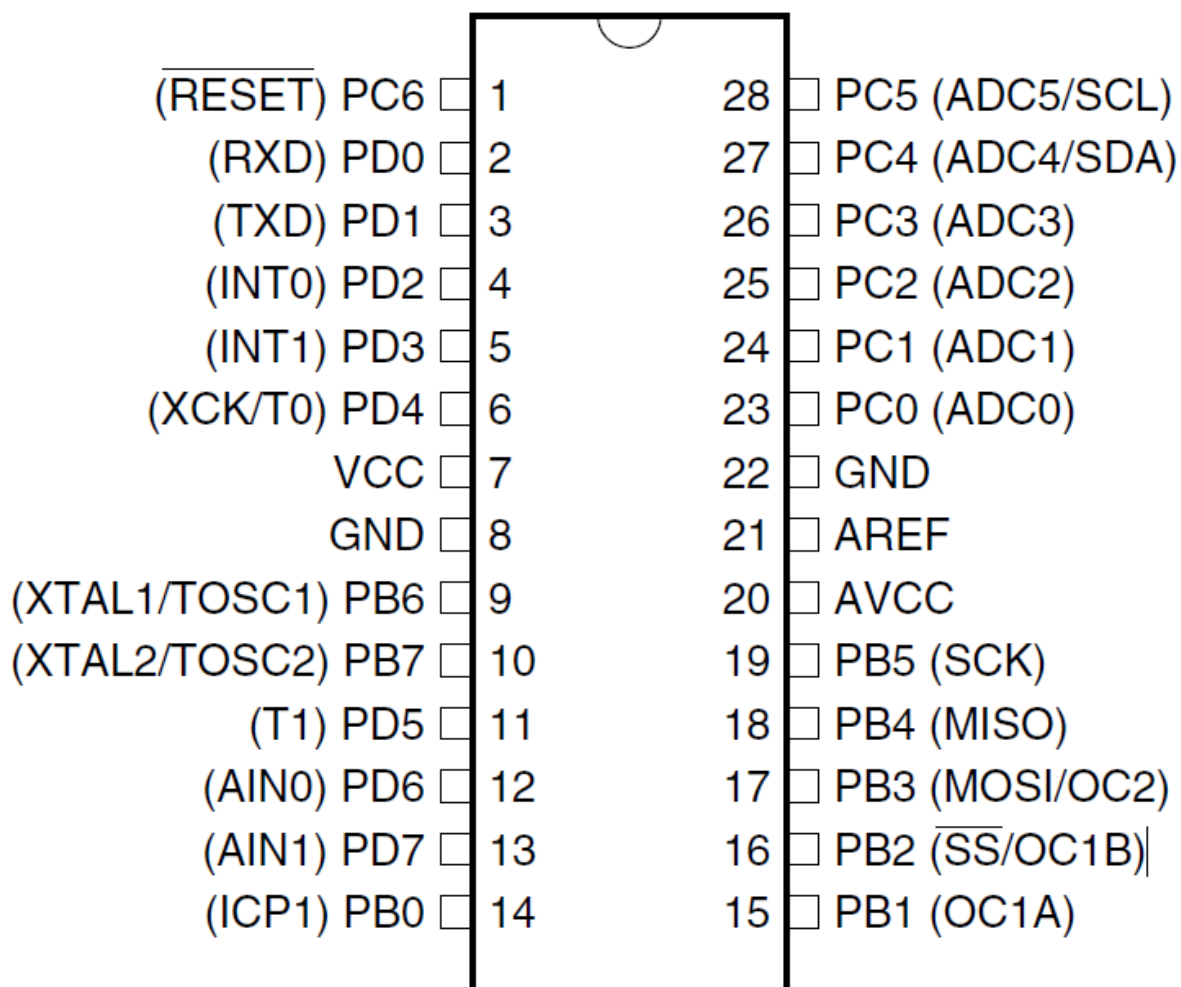 (RESET) PC6 1 28 PC5 (ADC5/SCL)
(RXD) PD0 2 27 PC4 (ADC4/SDA)
(TXD) PD1 3 26 PC3 (ADC3)
(INT0) PD2 4 25 PC2 (ADC2)
(INT1) PD3 5 24 PC1 (ADC1)
(XCK/T0) PD4 6 23 PC0 (ADC0)
VCC 7 22 GND
GND 8 21 AREF
(XTAL1/TOSC1) PB6 9 20 AVCC
(XTAL2/TOSC2) PB7 10 19 PB5 (SCK)
(T1) PD5 11 18 PB4 (MISO)
(AIN0) PD6 12 17 PB3 (MOSI/OC2)
(AIN1) PD7 13 16 PB2 (SS/OC1B)
(ICP1) PB0 14 15 PB1 (OC1A)